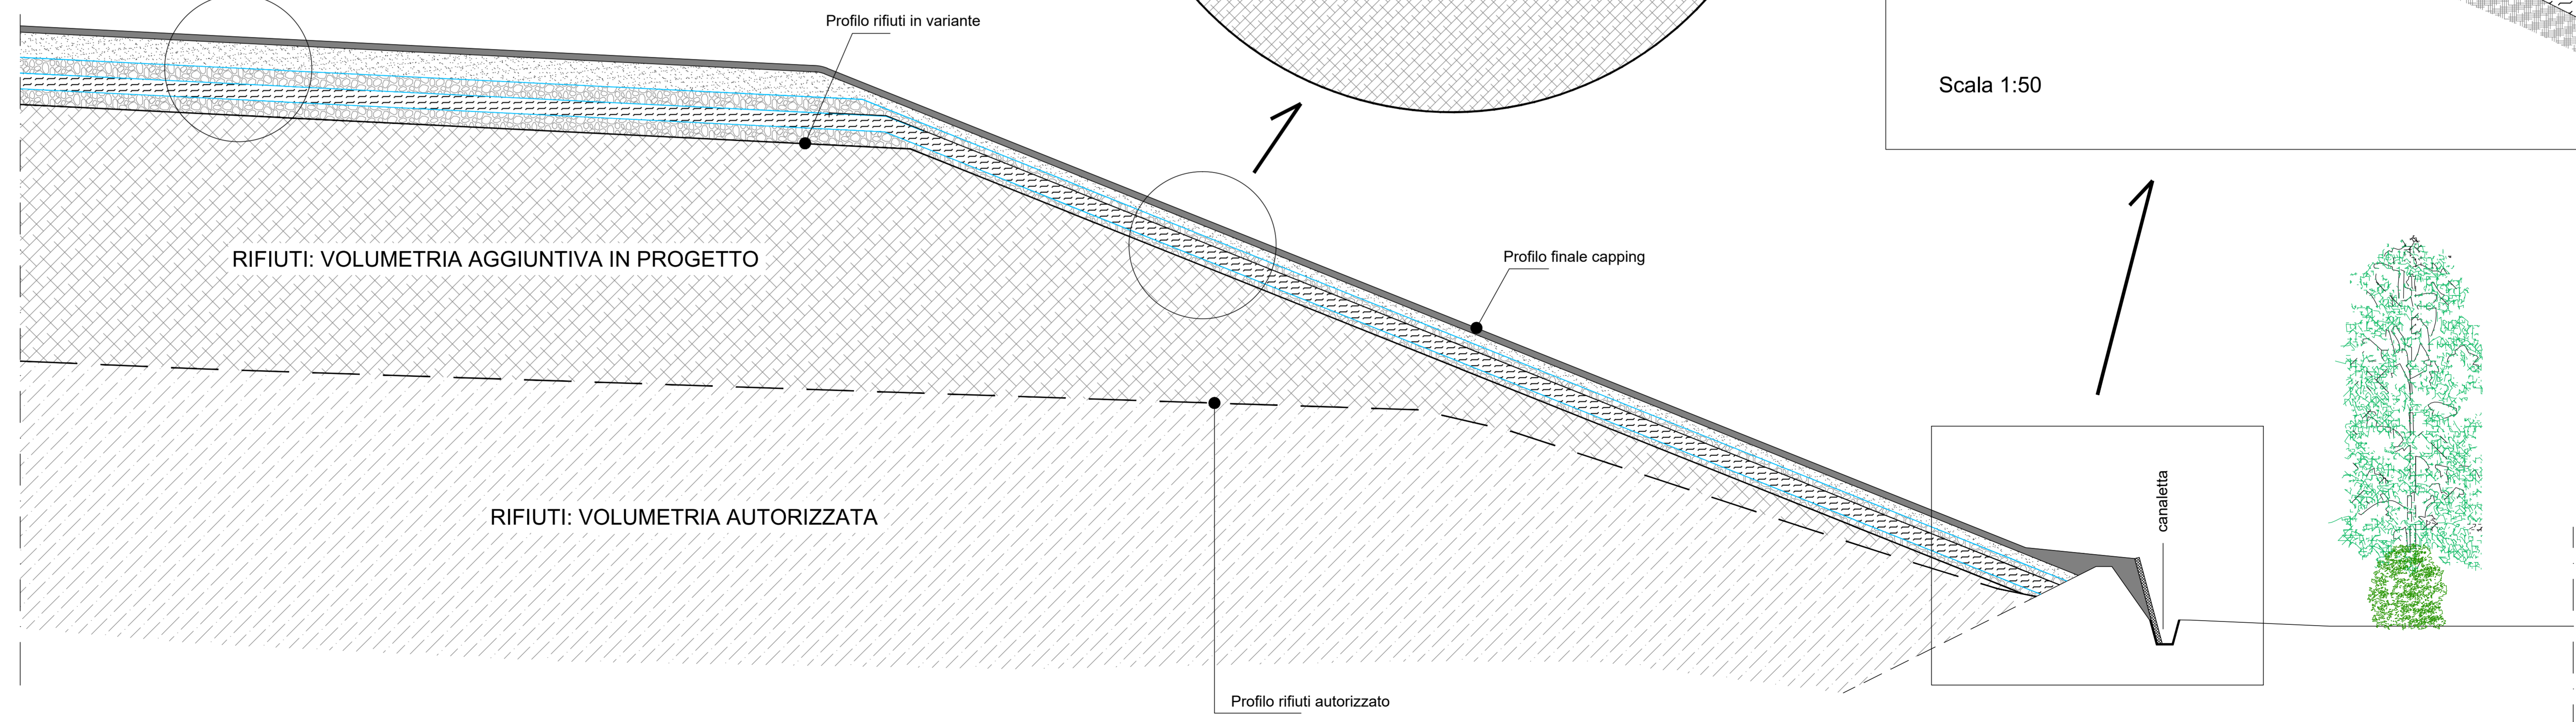 Profilo rifiuti in variante
Scala 1:50
RIFIUTI: VOLUMETRIA AGGIUNTIVA IN PROGETTO
Profilo finale capping
RIFIUTI: VOLUMETRIA AUTORIZZATA
canaletta
Profilo rifiuti autorizzato